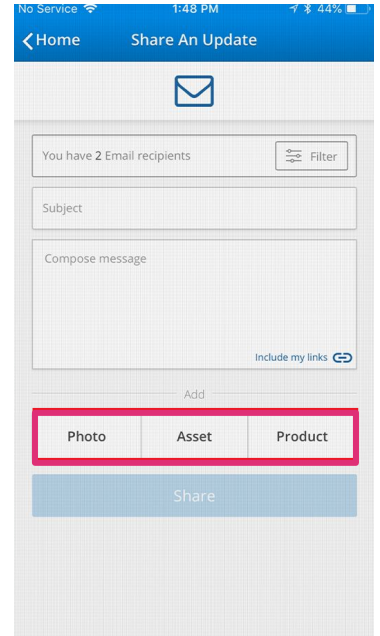 No Service 1:48 PM 44%
Home Share An Update
You have 2 Email recipients Filter
Subject
Compose message
Include my links
Add
Photo Asset Product
Share